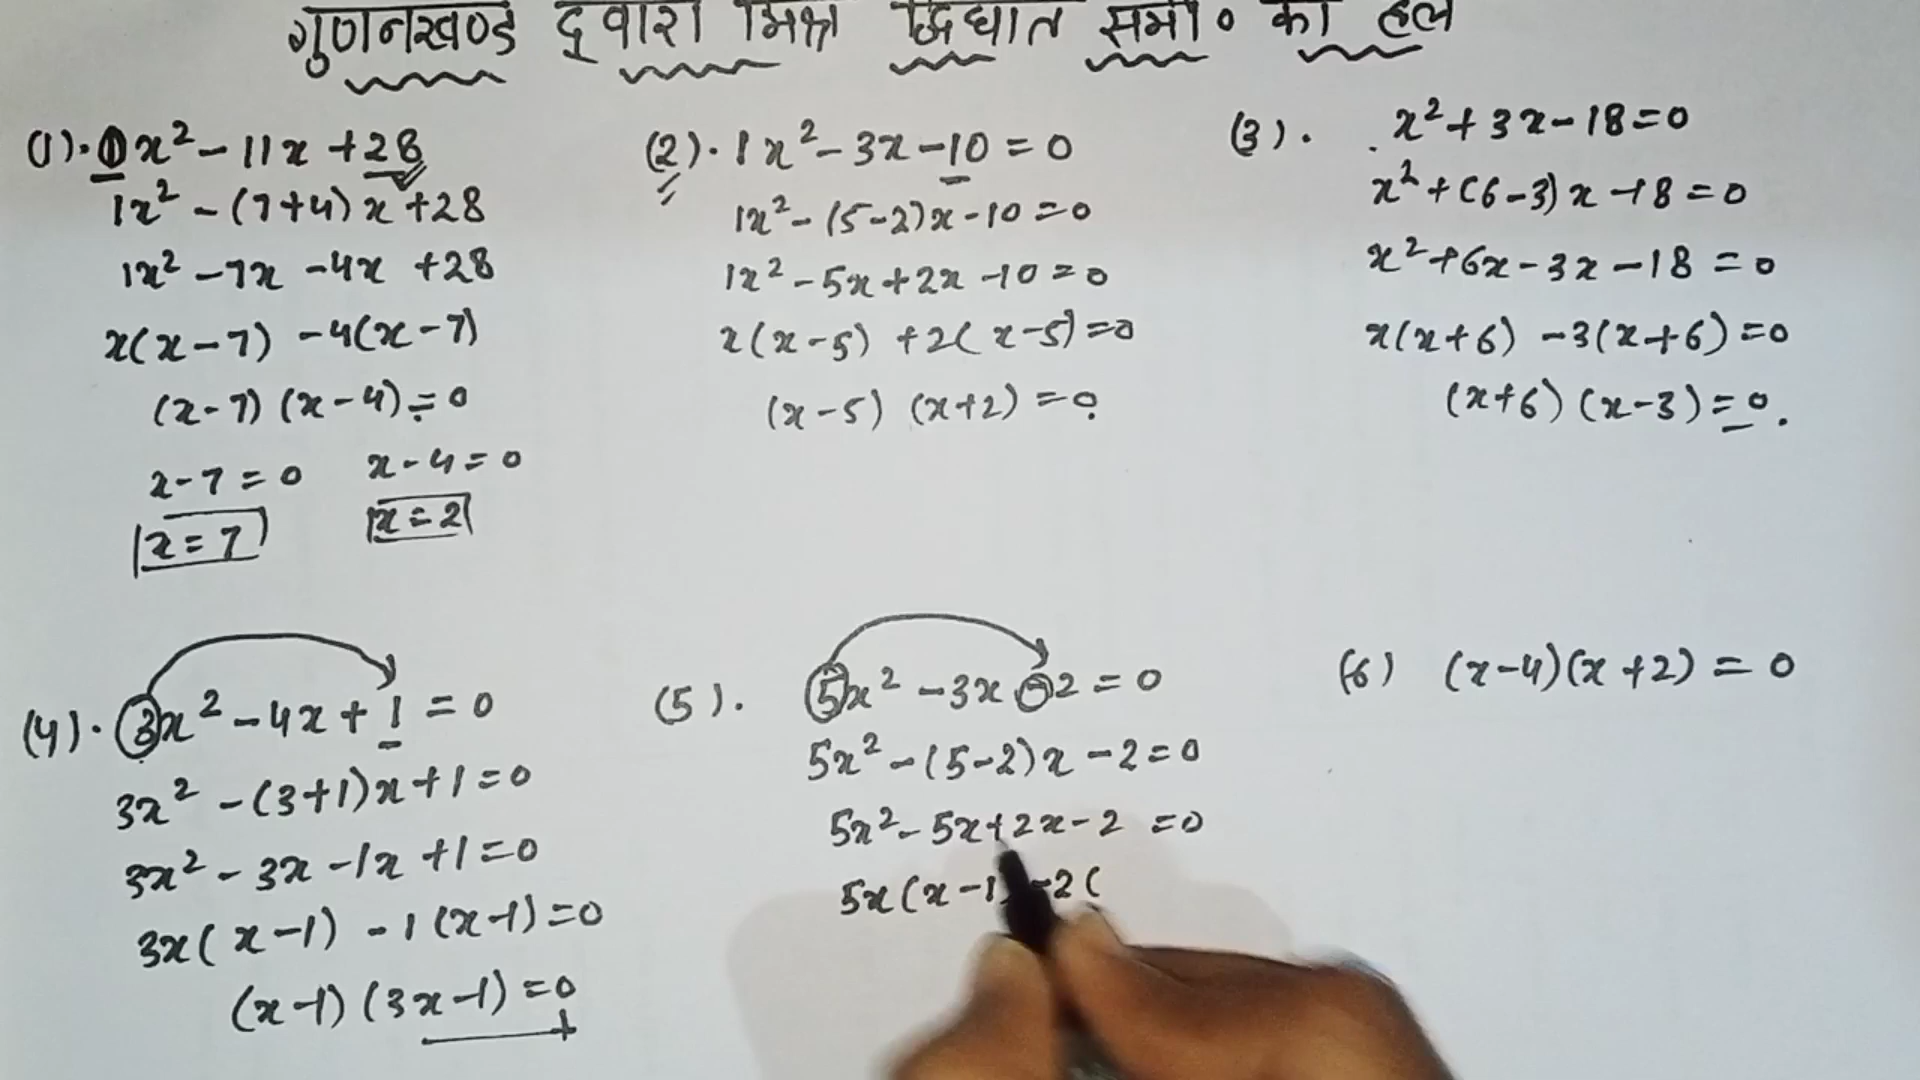 गुणनखण्ड द्वारा भिन्न द्विघात समी० का हल
(1). 1x² - 11x + 28
1x² - (7+4)x + 28
1x² - 7x - 4x + 28
x(x-7) - 4(x-7)
(x-7) (x-4) = 0
x-7 = 0 x-4 = 0
x = 7 x = 2
(2). 1x² - 3x - 10 = 0
1x² - (5-2)x - 10 = 0
1x² - 5x + 2x - 10 = 0
x(x-5) + 2(x-5) = 0
(x-5) (x+2) = 0.
(3). x² + 3x - 18 = 0
x² + (6-3)x - 18 = 0
x² + 6x - 3x - 18 = 0
x(x+6) - 3(x+6) = 0
(x+6) (x-3) = 0.
(4). 3x² - 4x + 1 = 0
3x² - (3+1)x + 1 = 0
3x² - 3x - 1x + 1 = 0
3x(x-1) - 1(x-1) = 0
(x-1) (3x-1) = 0
(5). 5x² - 3x - 2 = 0
5x² - (5-2)x - 2 = 0
5x² - 5x + 2x - 2 = 0
5x(x-1) -2(
(6) (x-4)(x+2) = 0